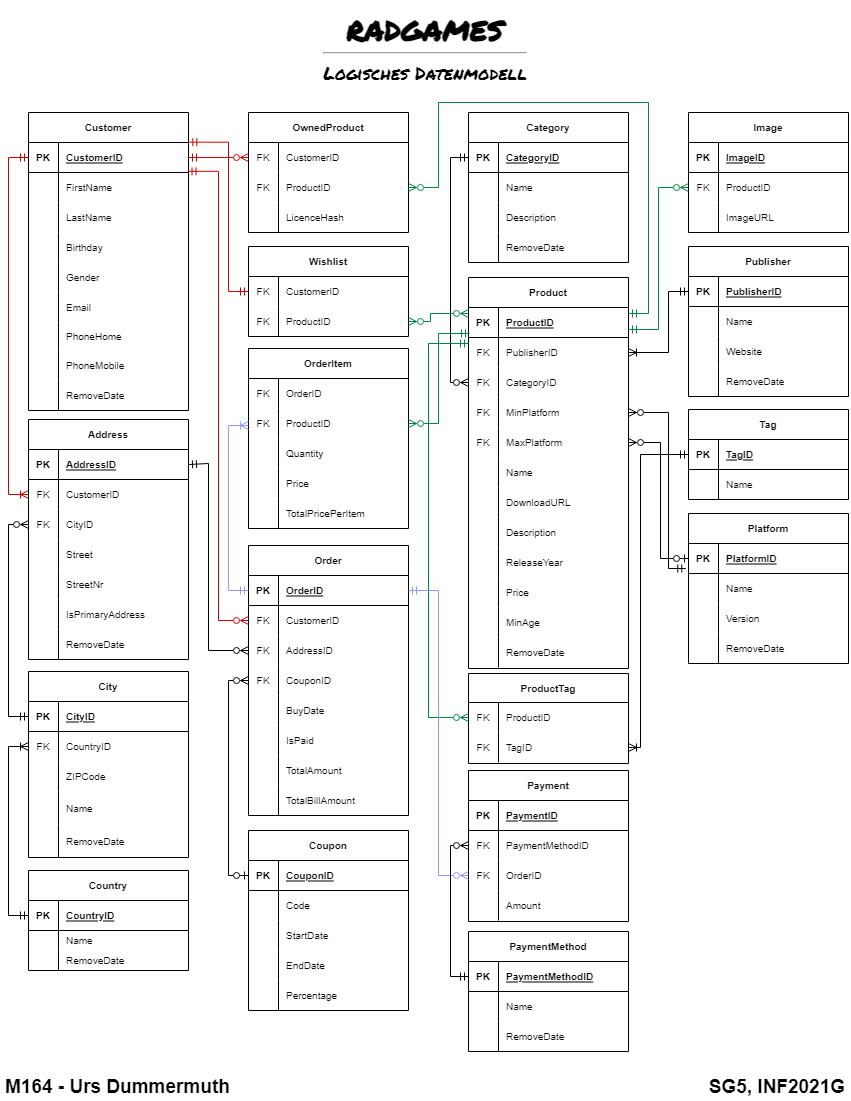 RADGAMES
Logisches Datenmodell
Customer
PK CustomerID
FirstName
LastName
Birthday
Gender
Email
PhoneHome
PhoneMobile
RemoveDate
Address
PK AddressID
FK CustomerID
FK CityID
Street
StreetNr
IsPrimaryAddress
RemoveDate
City
PK CityID
FK CountryID
ZIPCode
Name
RemoveDate
Country
PK CountryID
Name
RemoveDate
OwnedProduct
FK CustomerID
FK ProductID
LicenceHash
Wishlist
FK CustomerID
FK ProductID
OrderItem
FK OrderID
FK ProductID
Quantity
Price
TotalPricePerItem
Order
PK OrderID
FK CustomerID
FK AddressID
FK CouponID
BuyDate
IsPaid
TotalAmount
TotalBillAmount
Coupon
PK CouponID
Code
StartDate
EndDate
Percentage
Category
PK CategoryID
Name
Description
RemoveDate
Product
PK ProductID
FK PublisherID
FK CategoryID
FK MinPlatform
FK MaxPlatform
Name
DownloadURL
Description
ReleaseYear
Price
MinAge
RemoveDate
ProductTag
FK ProductID
FK TagID
Payment
PK PaymentID
FK PaymentMethodID
FK OrderID
Amount
PaymentMethod
PK PaymentMethodID
Name
RemoveDate
Image
PK ImageID
FK ProductID
ImageURL
Publisher
PK PublisherID
Name
Website
RemoveDate
Tag
PK TagID
Name
Platform
PK PlatformID
Name
Version
RemoveDate
M164 - Urs Dummermuth
SG5, INF2021G